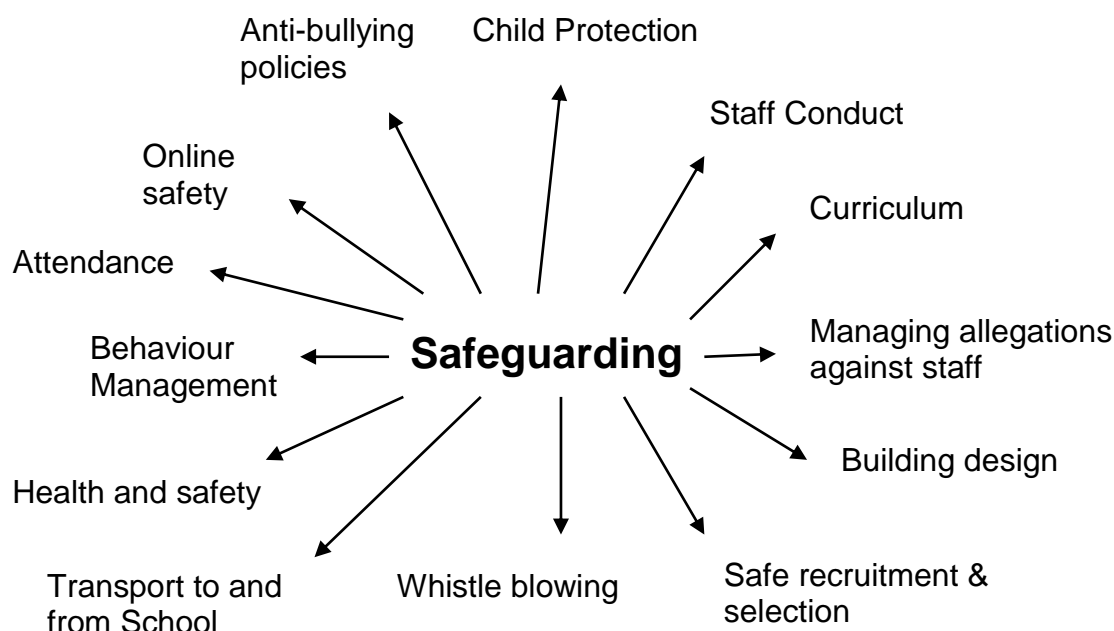 Anti-bullying
policies
Child Protection
Staff Conduct
Online
safety
Curriculum
Attendance
Safeguarding
Behaviour
Management
Managing allegations
against staff
Building design
Health and safety
Transport to and
from School
Whistle blowing
Safe recruitment &
selection